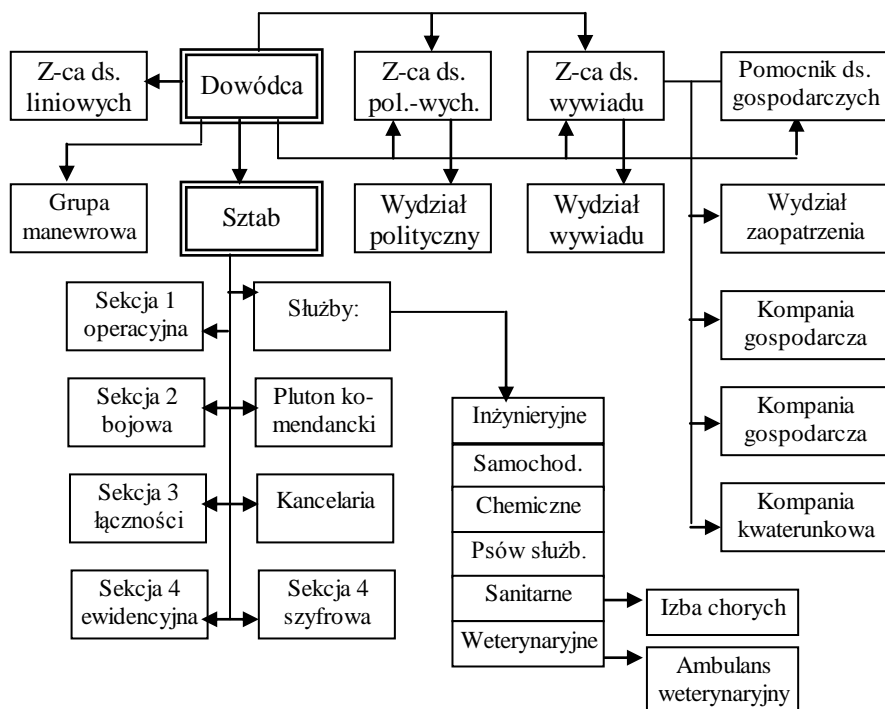 Z-ca ds.
liniowych
Dowódca
Z-ca ds.
pol.-wych.
Z-ca ds.
wywiadu
Pomocnik ds.
gospodarczych
Grupa
manewrowa
Sztab
Wydział
polityczny
Wydział
wywiadu
Wydział
zaopatrzenia
Sekcja 1
operacyjna
Służby:
Kompania
gospodarcza
Sekcja 2
bojowa
Pluton ko-
mendancki
Inżynieryjne
Kompania
gospodarcza
Samochod.
Sekcja 3
łączności
Kancelaria
Chemiczne
Kompania
kwaterunkowa
Psów służb.
Sekcja 4
ewidencyjna
Sekcja 4
szyfrowa
Sanitarne
Izba chorych
Weterynaryjne
Ambulans
weterynaryjny